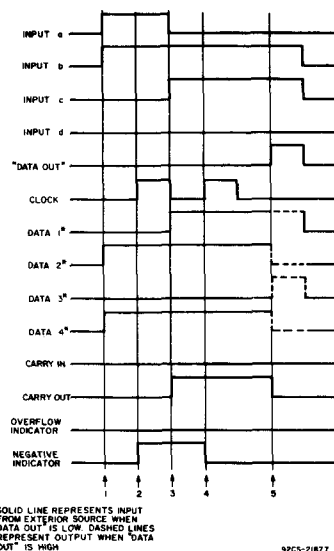 INPUT a
INPUT b
INPUT c
INPUT d
"DATA OUT"
CLOCK
DATA 1*
DATA 2*
DATA 3*
DATA 4*
CARRY IN
CARRY OUT
OVERFLOW
INDICATOR
NEGATIVE
INDICATOR
1 2 3 4 5
SOLID LINE REPRESENTS INPUT
FROM EXTERIOR SOURCE WHEN
"DATA OUT" IS LOW. DASHED LINES
REPRESENT OUTPUT WHEN "DATA
OUT" IS HIGH
92CS-21877